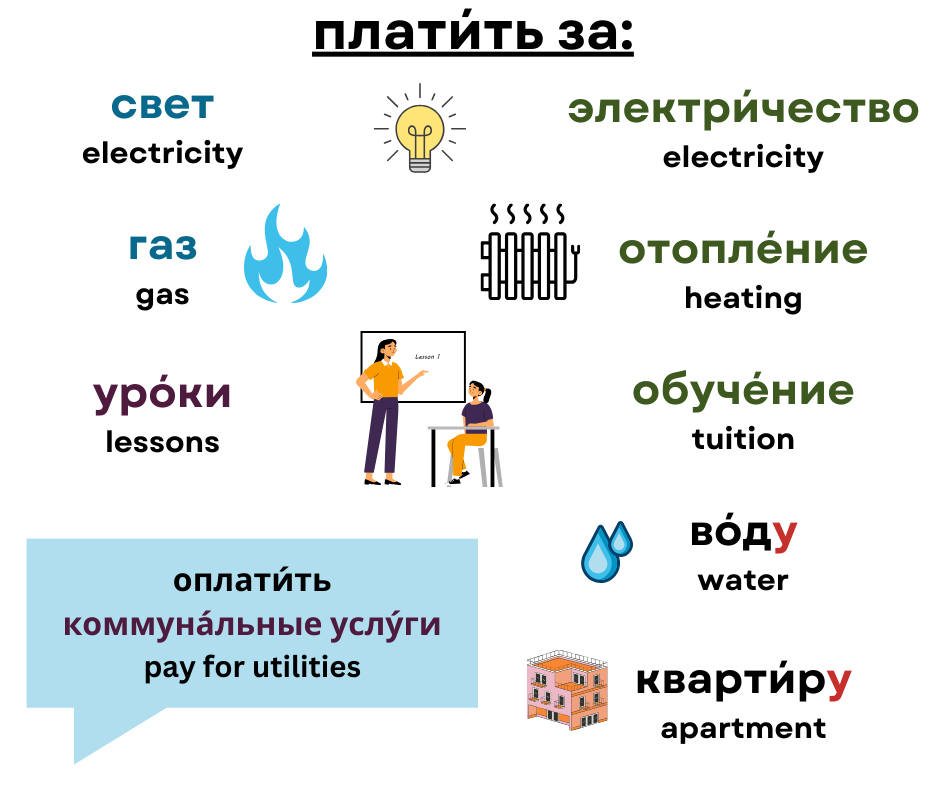 плати́ть за:
свет
electricity
электри́чество
electricity
газ
gas
отопле́ние
heating
Lesson 1
уро́ки
lessons
обуче́ние
tuition
во́ду
water
оплати́ть
коммуна́льные услу́ги
pay for utilities
кварти́ру
apartment